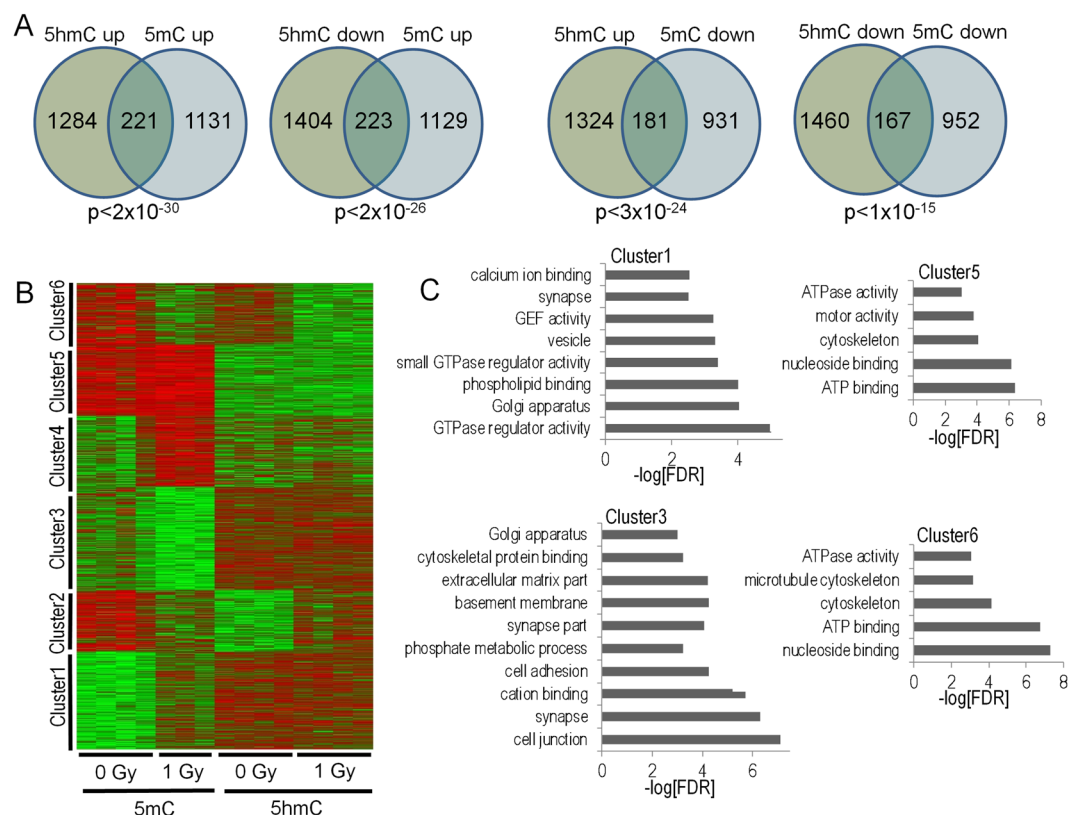 A
5hmC up 5mC up
1284 221 1131
p<2x10-30
5hmC down 5mC up
1404 223 1129
p<2x10-26
5hmC up 5mC down
1324 181 931
p<3x10-24
5hmC down 5mC down
1460 167 952
p<1x10-15
B
Cluster6
Cluster5
Cluster4
Cluster3
Cluster2
Cluster1
0 Gy 1 Gy 0 Gy 1 Gy
5mC 5hmC
C
Cluster1
calcium ion binding
synapse
GEF activity
vesicle
small GTPase regulator activity
phospholipid binding
Golgi apparatus
GTPase regulator activity
0 2 4
-log[FDR]
Cluster5
ATPase activity
motor activity
cytoskeleton
nucleoside binding
ATP binding
0 2 4 6 8
-log[FDR]
Cluster3
Golgi apparatus
cytoskeletal protein binding
extracellular matrix part
basement membrane
synapse part
phosphate metabolic process
cell adhesion
cation binding
synapse
cell junction
0 2 4 6
-log[FDR]
Cluster6
ATPase activity
microtubule cytoskeleton
cytoskeleton
ATP binding
nucleoside binding
0 2 4 6 8
-log[FDR]